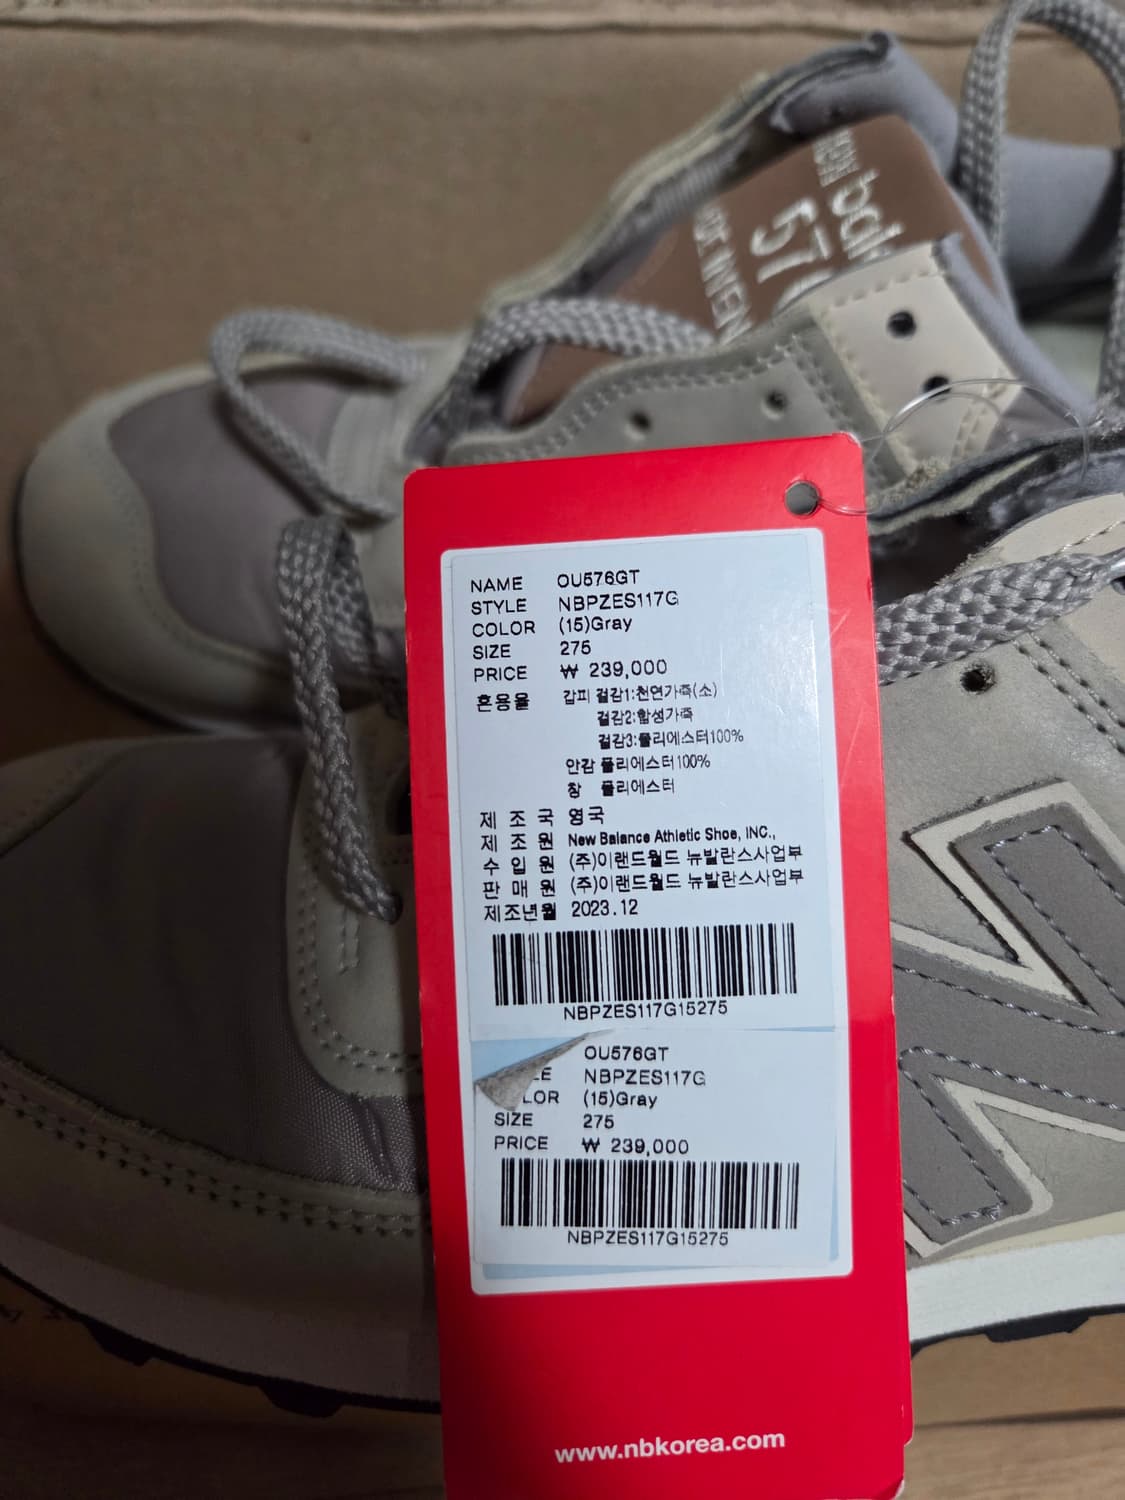 bal
57
NAME OU576GT
STYLE NBPZES117G
COLOR (15)Gray
SIZE 275
PRICE ₩ 239,000
혼용율 갑피 겉감1:천연가죽(소)
겉감2:합성가죽
겉감3:폴리에스터100%
안감 폴리에스터100%
창 폴리에스터
제 조 국 영국
제 조 원 New Balance Athletic Shoe, INC.,
수 입 원 (주)이랜드월드 뉴발란스사업부
판 매 원 (주)이랜드월드 뉴발란스사업부
제조년월 2023.12
NBPZES117G15275
OU576GT
LE NBPZES117G
LOR (15)Gray
SIZE 275
PRICE ₩ 239,000
NBPZES117G15275
www.nbkorea.com